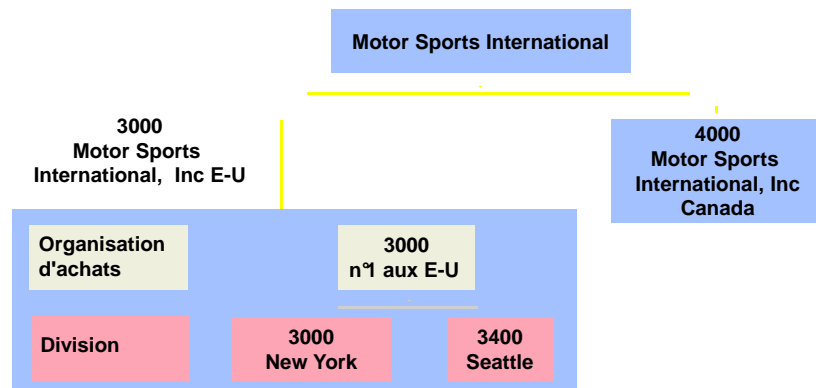 Motor Sports International
3000
Motor Sports
International, Inc E-U
4000
Motor Sports
International, Inc
Canada
Organisation
d'achats
3000
n°1 aux E-U
Division
3000
New York
3400
Seattle